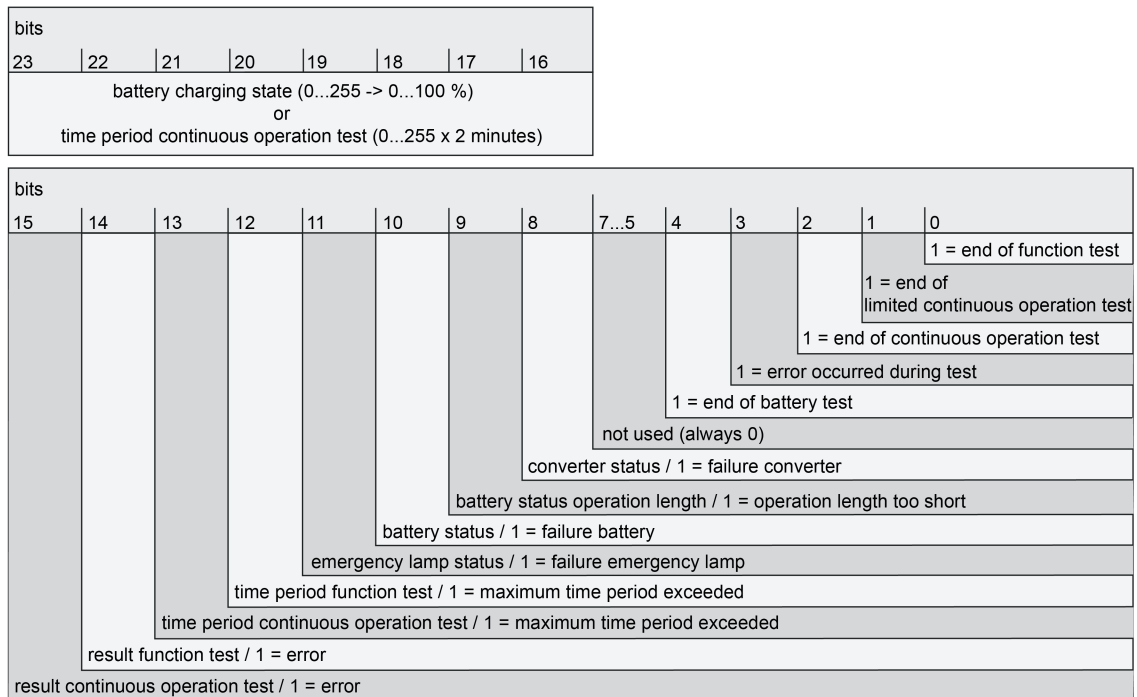 bits
23 22 21 20 19 18 17 16
battery charging state (0...255 -> 0...100 %)
or
time period continuous operation test (0...255 x 2 minutes)
bits
15 14 13 12 11 10 9 8 7...5 4 3 2 1 0
1 = end of function test
1 = end of
limited continuous operation test
1 = end of continuous operation test
1 = error occurred during test
1 = end of battery test
not used (always 0)
converter status / 1 = failure converter
battery status operation length / 1 = operation length too short
battery status / 1 = failure battery
emergency lamp status / 1 = failure emergency lamp
time period function test / 1 = maximum time period exceeded
time period continuous operation test / 1 = maximum time period exceeded
result function test / 1 = error
result continuous operation test / 1 = error